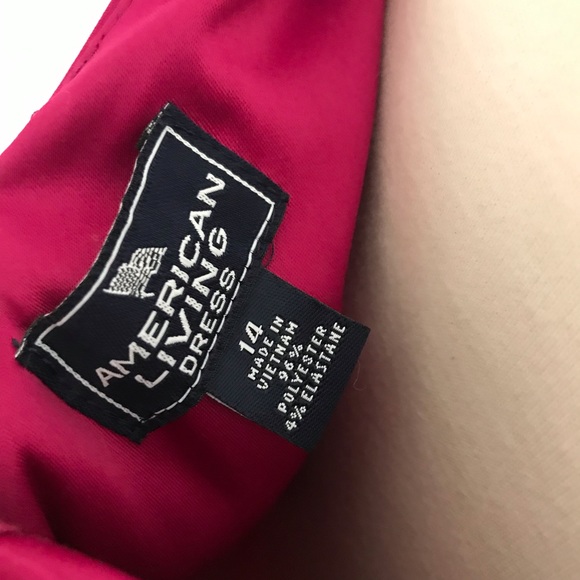 AMERICAN
LIVING
DRESS
14
MADE IN
VIETNAM
96%
POLYESTER
4% ELASTANE